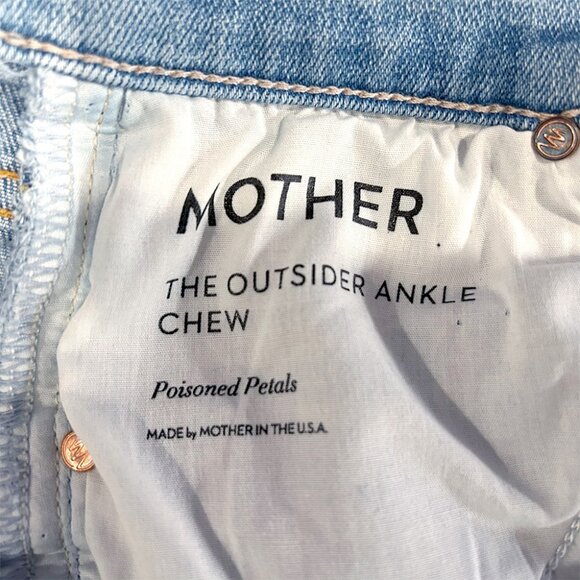 MOTHER
THE OUTSIDER ANKLE
CHEW
Poisoned Petals
MADE by MOTHER IN THE U.S.A.